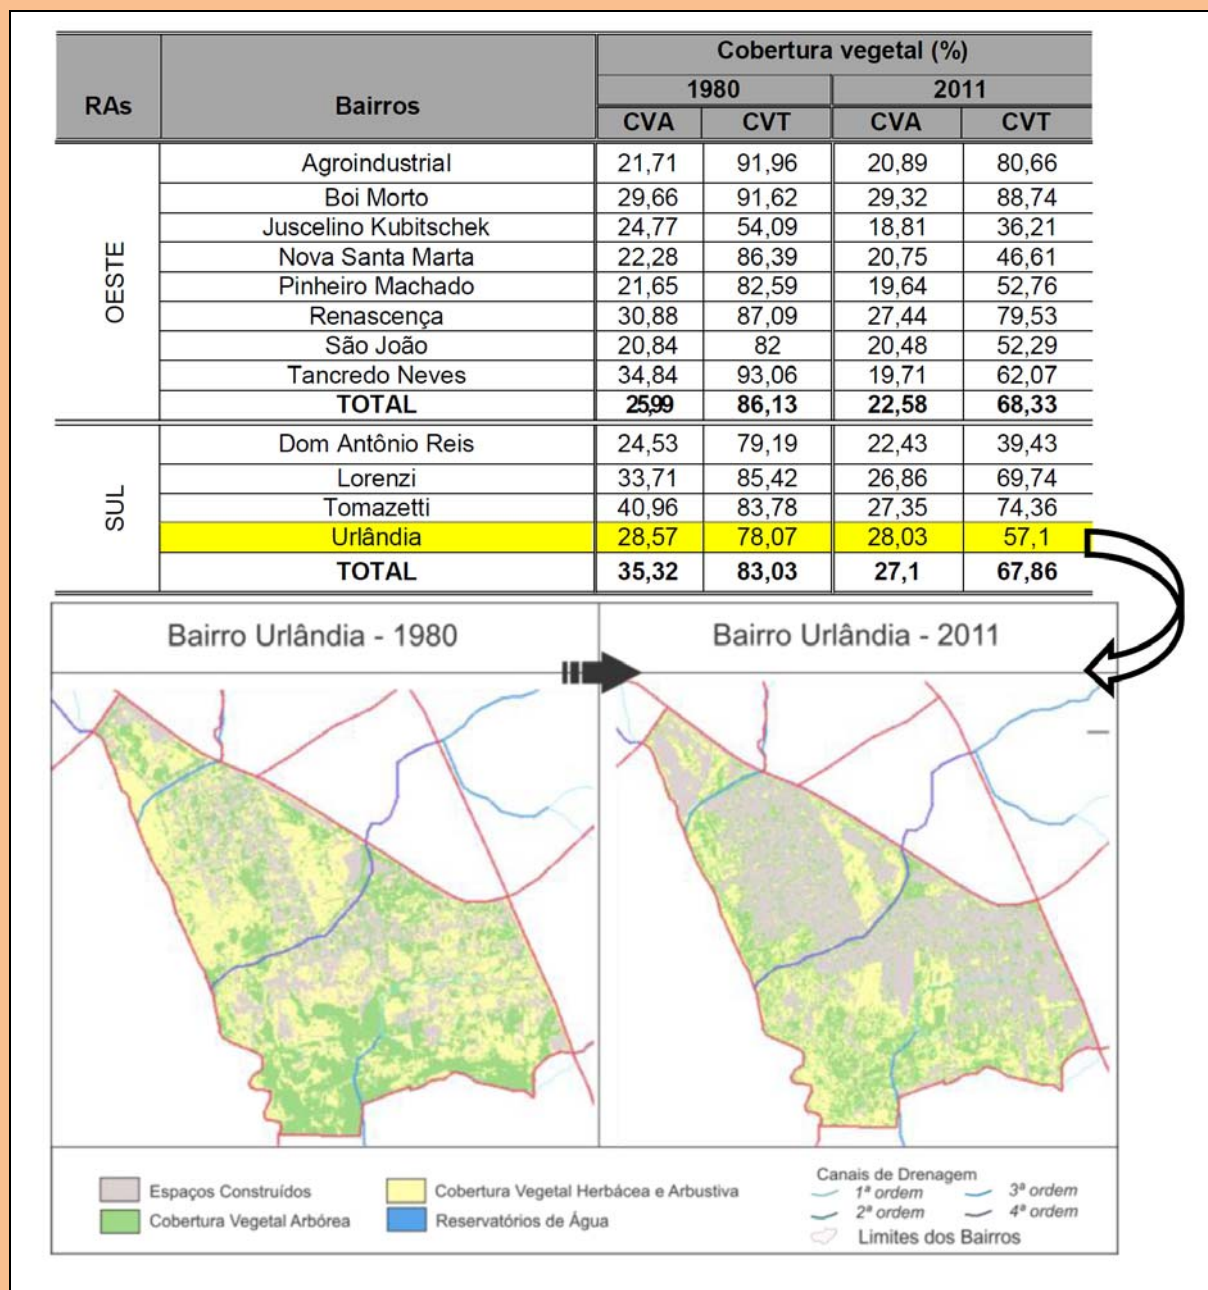 RAs Bairros Cobertura vegetal (%)
1980 2011
CVA CVT CVA CVT
OESTE
Agroindustrial 21,71 91,96 20,89 80,66
Boi Morto 29,66 91,62 29,32 88,74
Juscelino Kubitschek 24,77 54,09 18,81 36,21
Nova Santa Marta 22,28 86,39 20,75 46,61
Pinheiro Machado 21,65 82,59 19,64 52,76
Renascença 30,88 87,09 27,44 79,53
São João 20,84 82 20,48 52,29
Tancredo Neves 34,84 93,06 19,71 62,07
TOTAL 25,99 86,13 22,58 68,33
SUL
Dom Antônio Reis 24,53 79,19 22,43 39,43
Lorenzi 33,71 85,42 26,86 69,74
Tomazetti 40,96 83,78 27,35 74,36
Urlândia 28,57 78,07 28,03 57,1
TOTAL 35,32 83,03 27,1 67,86
Bairro Urlândia - 1980
Bairro Urlândia - 2011
Espaços Construídos
Cobertura Vegetal Arbórea
Cobertura Vegetal Herbácea e Arbustiva
Reservatórios de Água
Canais de Drenagem
1ª ordem 3ª ordem
2ª ordem 4ª ordem
Limites dos Bairros